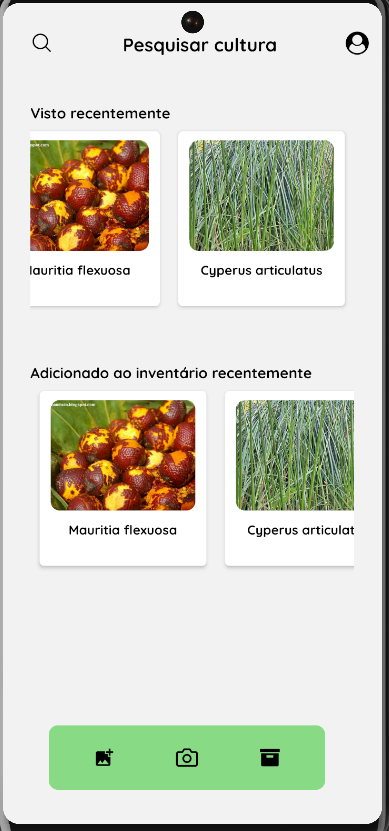 Pesquisar cultura
Visto recentemente
Mauritia flexuosa
Cyperus articulatus
Adicionado ao inventário recentemente
Mauritia flexuosa
Cyperus articulat